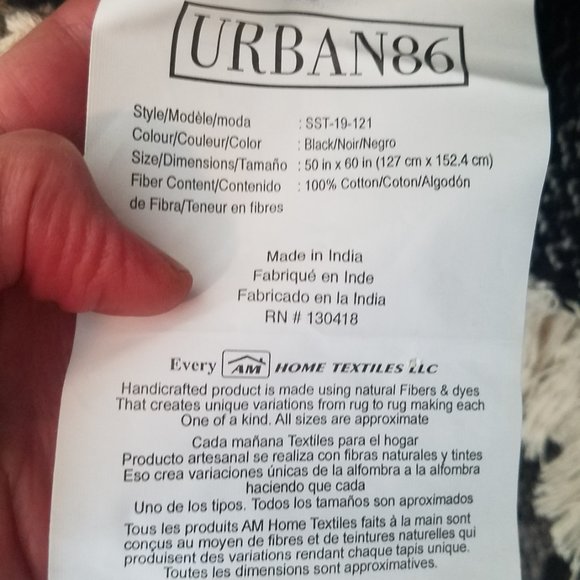 URBAN86
Style/Modèle/moda : SST-19-121
Colour/Couleur/Color : Black/Noir/Negro
Size/Dimensions/Tamaño : 50 in x 60 in (127 cm x 152.4 cm)
Fiber Content/Contenido : 100% Cotton/Coton/Algodón
de Fibra/Teneur en fibres
Made in India
Fabriqué en Inde
Fabricado en la India
RN # 130418
Every AM HOME TEXTILES LLC
Handicrafted product is made using natural Fibers & dyes
That creates unique variations from rug to rug making each
One of a kind. All sizes are approximate
Cada mañana Textiles para el hogar
Producto artesanal se realiza con fibras naturales y tintes
Eso crea variaciones únicas de la alfombra a la alfombra
haciendo que cada
Uno de los tipos. Todos los tamaños son aproximados
Tous les produits AM Home Textiles faits à la main sont
conçus au moyen de fibres et de teintures naturelles qui
produisent des variations rendant chaque tapis unique.
Toutes les dimensions sont approximatives.